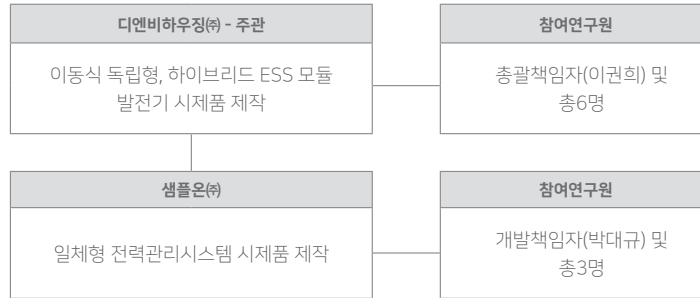 디엔비하우징㈜ - 주관
참여연구원
이동식 독립형, 하이브리드 ESS 모듈
발전기 시제품 제작
총괄책임자(이권희) 및
총6명
샘플온㈜
참여연구원
일체형 전력관리시스템 시제품 제작
개발책임자(박대규) 및
총3명